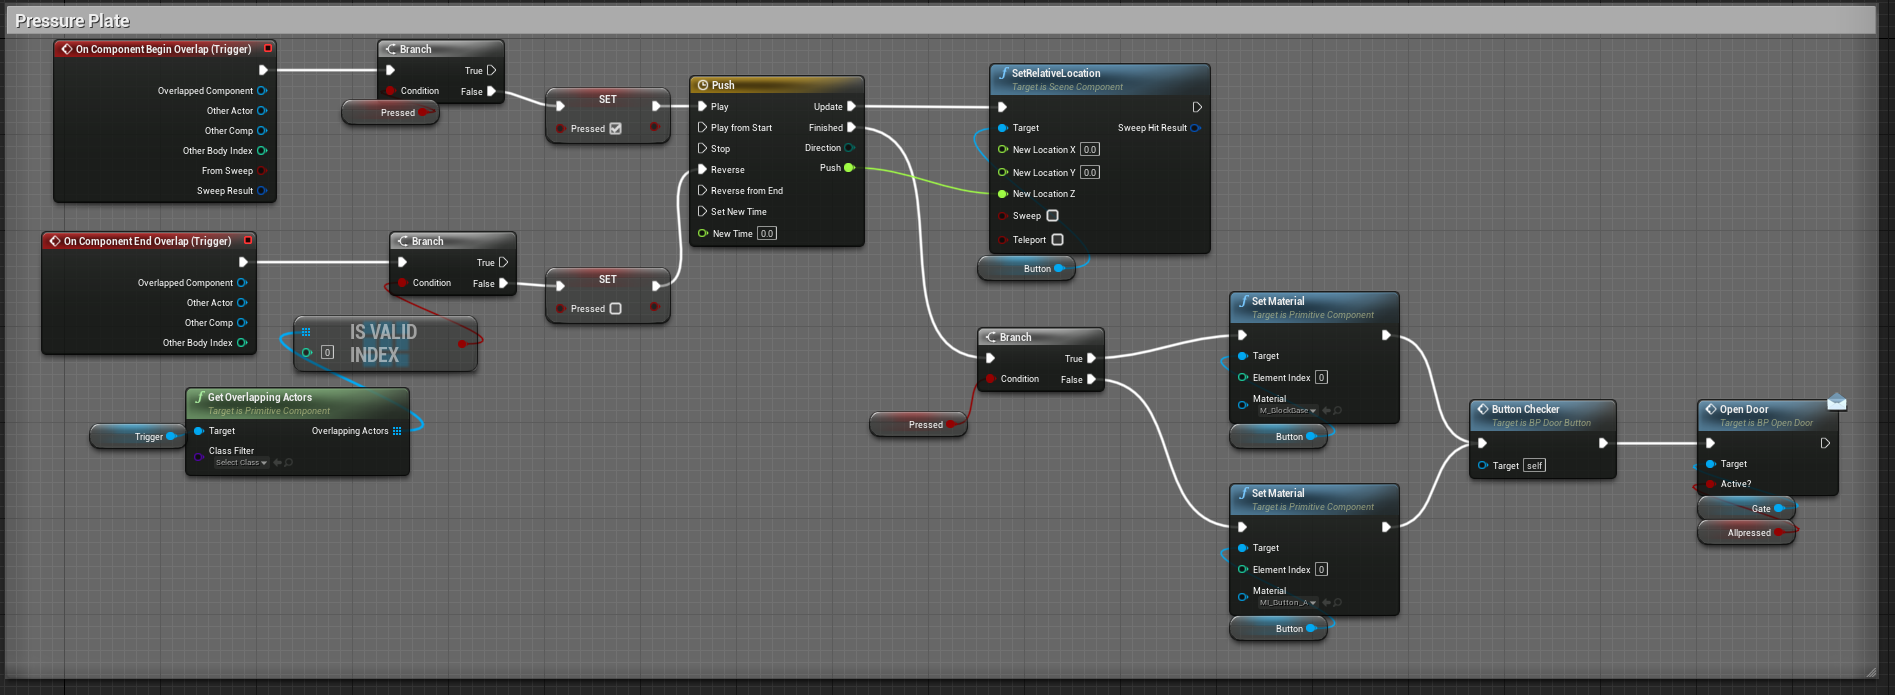 Pressure Plate
On Component Begin Overlap (Trigger)
Overlapped Component
Other Actor
Other Comp
Other Body Index
From Sweep
Sweep Result
Branch
True
Condition
False
Pressed
SET
Pressed
Push
Play
Update
Play from Start
Finished
Stop
Direction
Reverse
Push
Reverse from End
Set New Time
New Time 0.0
SetRelativeLocation
Target is Scene Component
Target
Sweep Hit Result
New Location X 0.0
New Location Y 0.0
New Location Z
Sweep
Teleport
Button
On Component End Overlap (Trigger)
Overlapped Component
Other Actor
Other Comp
Other Body Index
Branch
True
Condition
False
SET
Pressed
0
IS VALID
INDEX
Get Overlapping Actors
Target is Primitive Component
Target
Overlapping Actors
Class Filter
Select Class
Trigger
Branch
True
Condition
False
Pressed
Set Material
Target is Primitive Component
Target
Element Index 0
Material
M_GlockBase
Button
Set Material
Target is Primitive Component
Target
Element Index 0
Material
MI_Button_A
Button
Button Checker
Target is BP Door Button
Target self
Open Door
Target is BP Open Door
Target
Active?
Gate
Allpressed